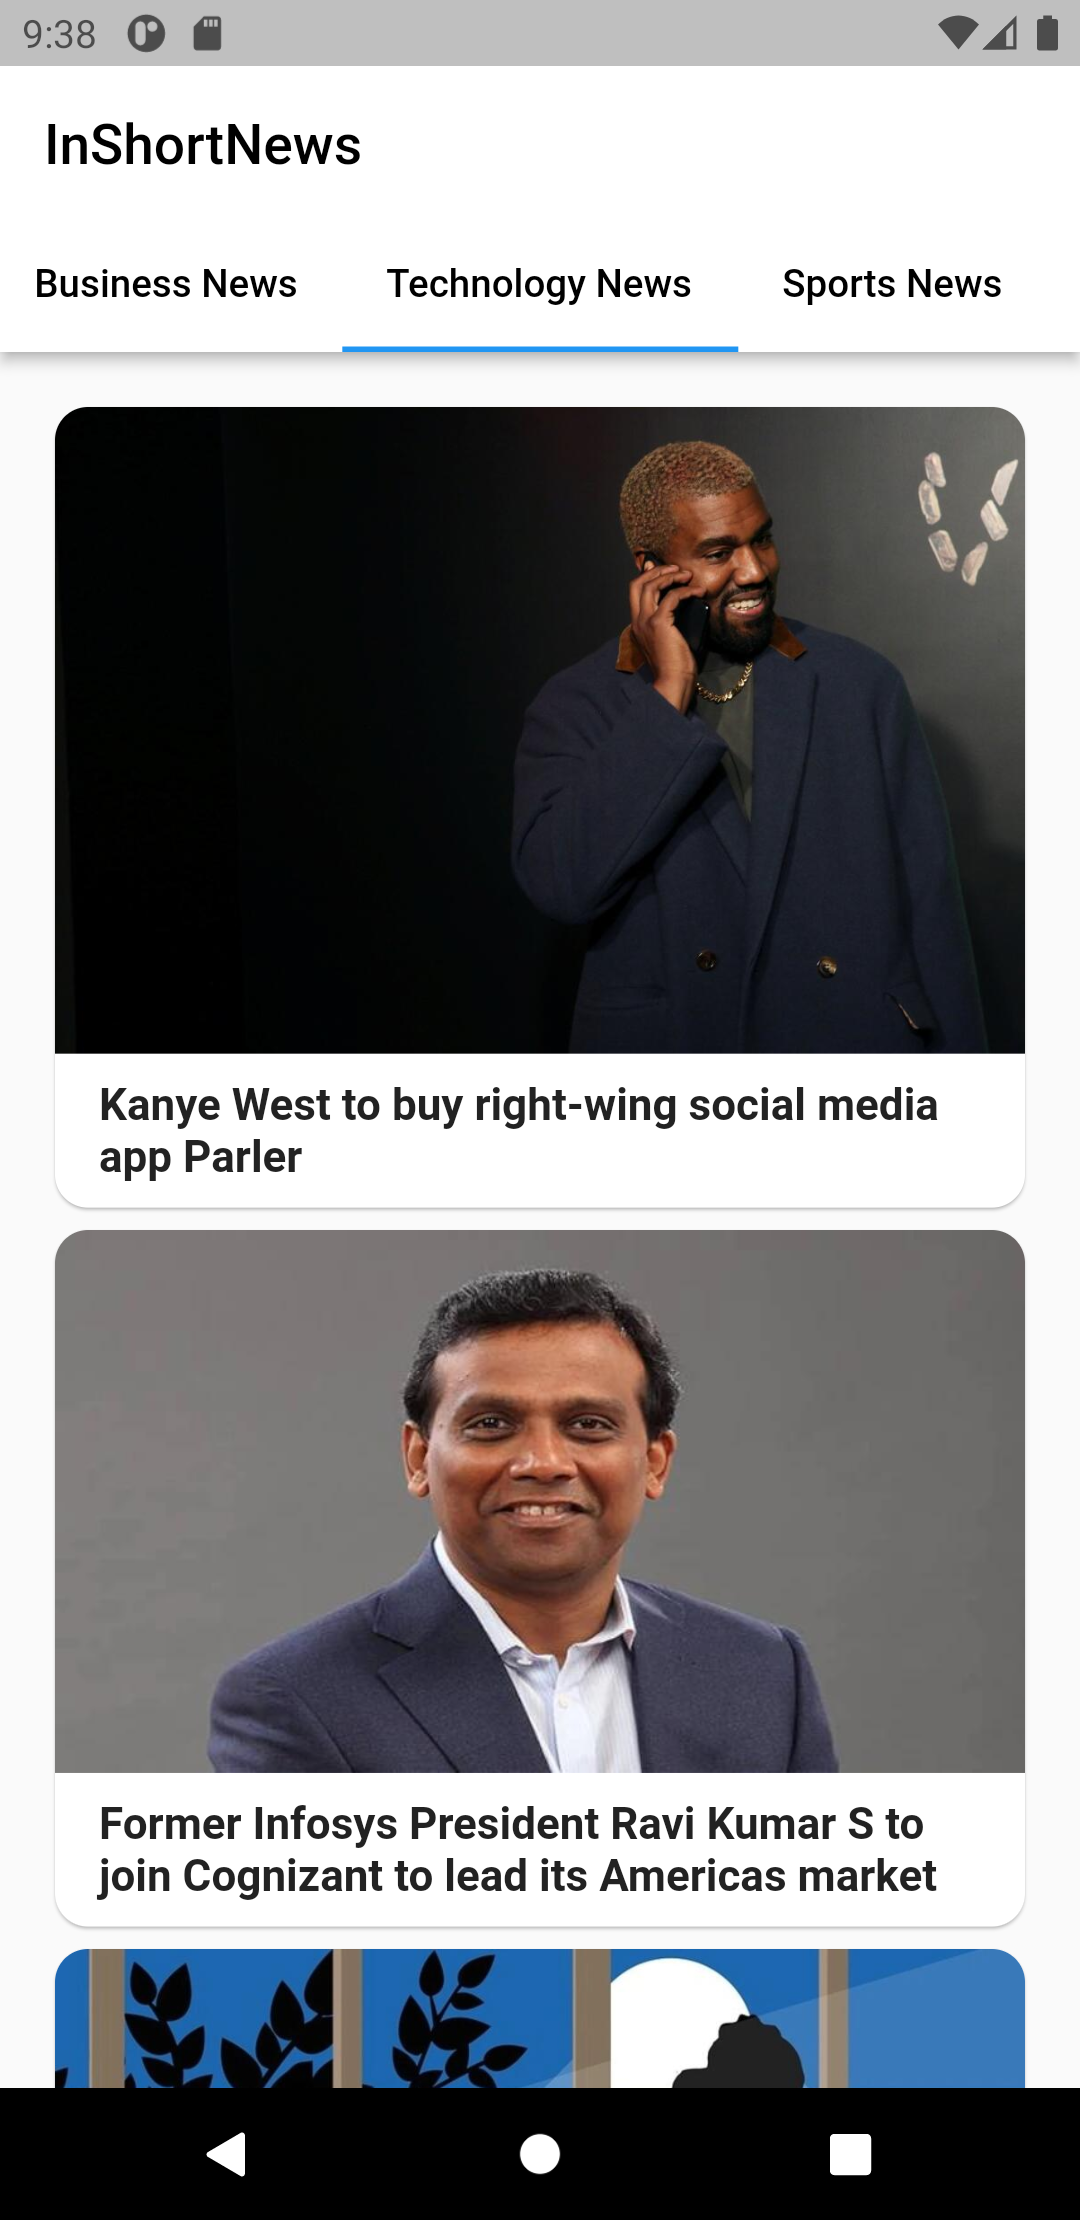 9:38
InShortNews
Business News
Technology News
Sports News
Kanye West to buy right-wing social media
app Parler
Former Infosys President Ravi Kumar S to
join Cognizant to lead its Americas market